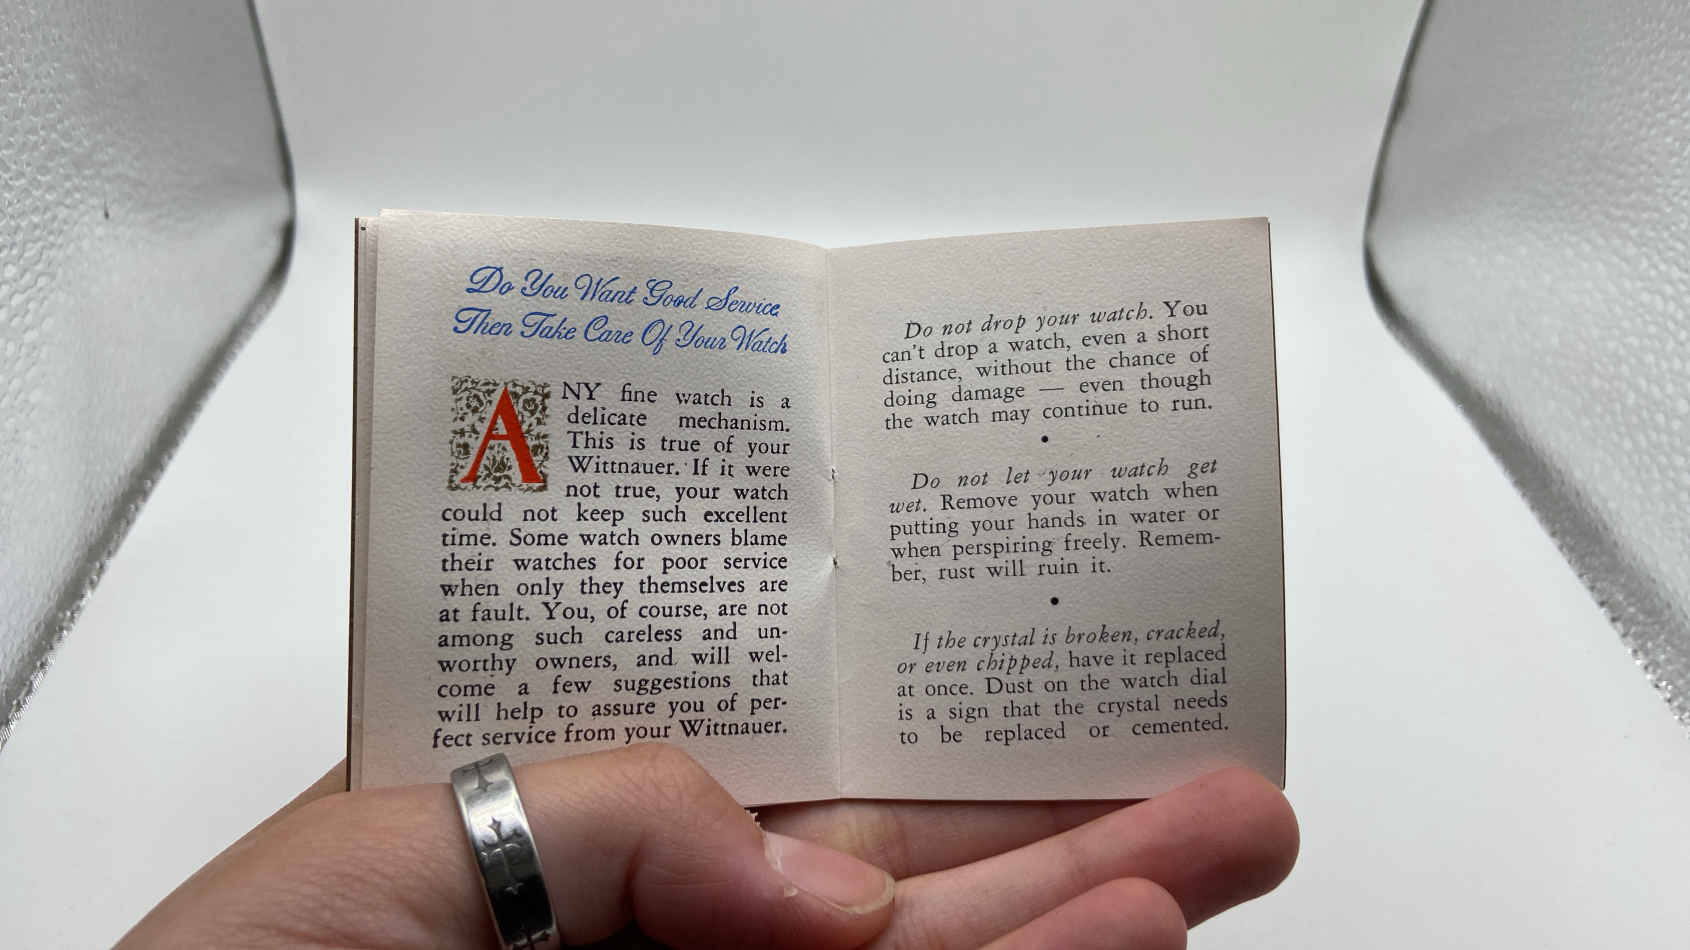 Do You Want Good Service
Then Take Care Of Your Watch
ANY fine watch is a
delicate mechanism.
This is true of your
Wittnauer. If it were
not true, your watch
could not keep such excellent
time. Some watch owners blame
their watches for poor service
when only they themselves are
at fault. You, of course, are not
among such careless and un-
worthy owners, and will wel-
come a few suggestions that
will help to assure you of per-
fect service from your Wittnauer.
Do not drop your watch. You
can't drop a watch, even a short
distance, without the chance of
doing damage — even though
the watch may continue to run.
•
Do not let your watch get
wet. Remove your watch when
putting your hands in water or
when perspiring freely. Remem-
ber, rust will ruin it.
•
If the crystal is broken, cracked,
or even chipped, have it replaced
at once. Dust on the watch dial
is a sign that the crystal needs
to be replaced or cemented.